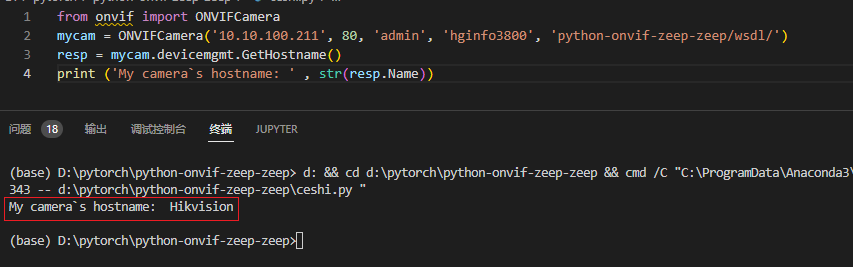 1 from onvif import ONVIFCamera
2 mycam = ONVIFCamera('10.10.100.211', 80, 'admin', 'hginfo3800', 'python-onvif-zeep-zeep/wsdl/')
3 resp = mycam.devicemgmt.GetHostname()
4 print ('My camera`s hostname: ' , str(resp.Name))
问题 18 输出 调试控制台 终端 JUPYTER
(base) D:\pytorch\python-onvif-zeep-zeep> d: && cd d:\pytorch\python-onvif-zeep-zeep && cmd /C "C:\ProgramData\Anaconda3\
343 -- d:\pytorch\python-onvif-zeep-zeep\ceshi.py "
My camera`s hostname:  Hikvision
(base) D:\pytorch\python-onvif-zeep-zeep>